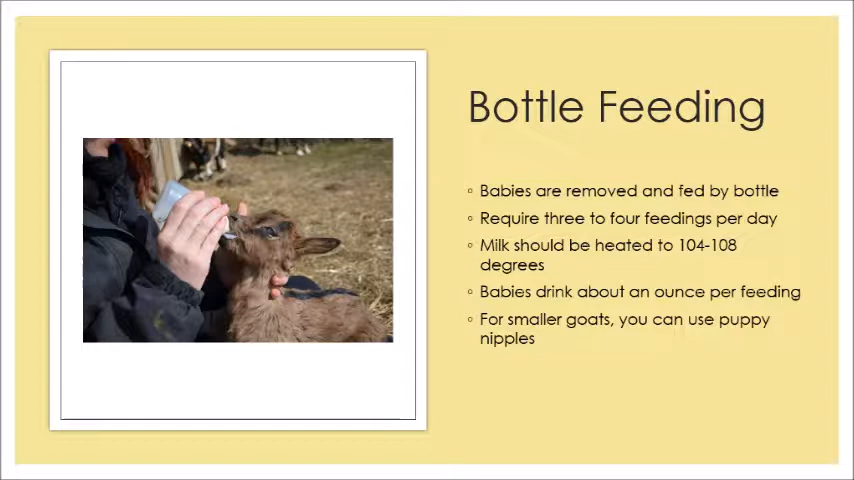 Bottle Feeding
◦ Babies are removed and fed by bottle
◦ Require three to four feedings per day
◦ Milk should be heated to 104-108
degrees
◦ Babies drink about an ounce per feeding
◦ For smaller goats, you can use puppy
nipples